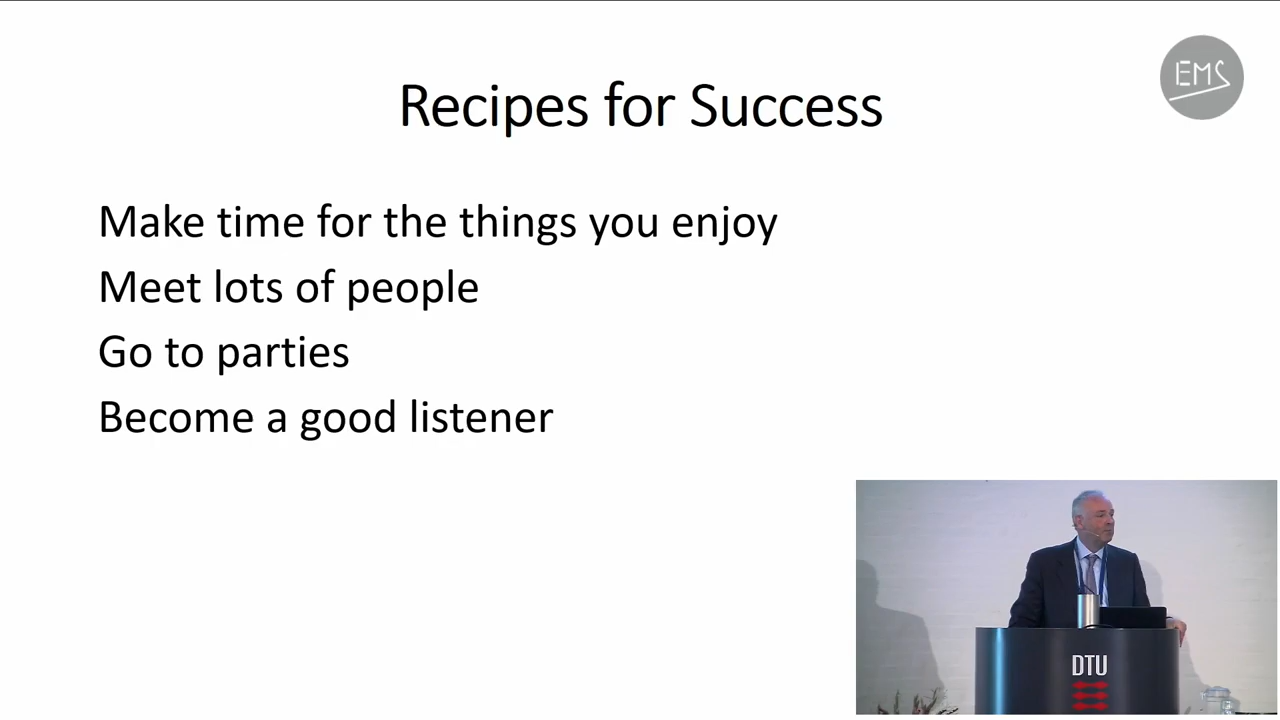 EMS
Recipes for Success
Make time for the things you enjoy
Meet lots of people
Go to parties
Become a good listener
DTU